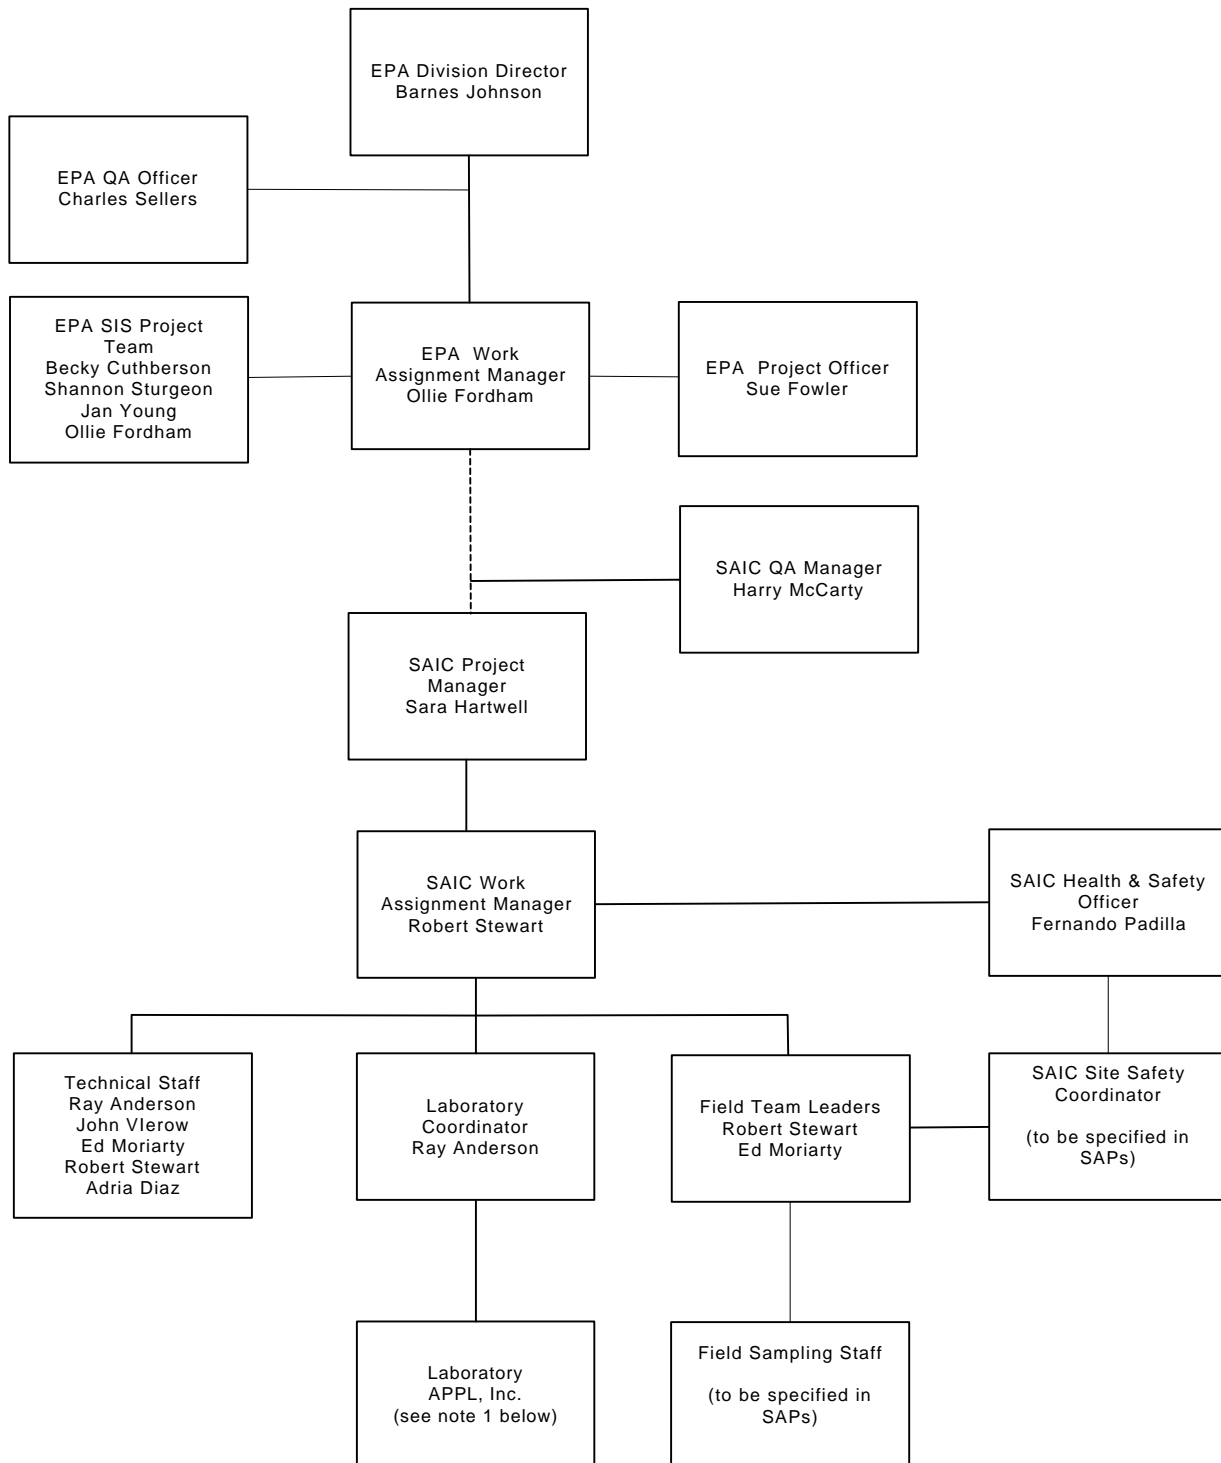 EPA Division Director
Barnes Johnson
EPA QA Officer
Charles Sellers
EPA SIS Project
Team
Becky Cuthberson
Shannon Sturgeon
Jan Young
Ollie Fordham
EPA Work
Assignment Manager
Ollie Fordham
EPA Project Officer
Sue Fowler
SAIC QA Manager
Harry McCarty
SAIC Project
Manager
Sara Hartwell
SAIC Work
Assignment Manager
Robert Stewart
SAIC Health & Safety
Officer
Fernando Padilla
Technical Staff
Ray Anderson
John VIerow
Ed Moriarty
Robert Stewart
Adria Diaz
Laboratory
Coordinator
Ray Anderson
Field Team Leaders
Robert Stewart
Ed Moriarty
SAIC Site Safety
Coordinator
(to be specified in
SAPs)
Laboratory
APPL, Inc.
(see note 1 below)
Field Sampling Staff
(to be specified in
SAPs)